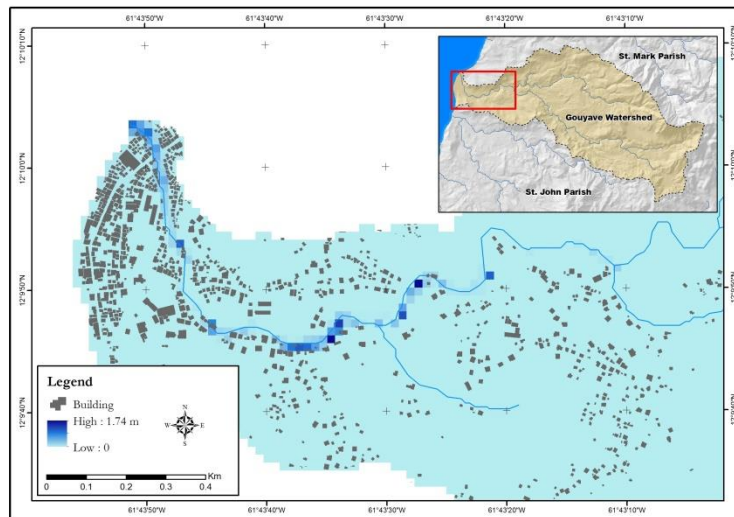 61°43'50"W 61°43'40"W 61°43'30"W 61°43'20"W 61°43'10"W
12°10'10"N
12°10'0"N
12°9'50"N
12°9'40"N
St. Mark Parish
Gouyave Watershed
St. John Parish
Legend
Building
High : 1.74 m
Low : 0
N
W E
S
Km
0 0.1 0.2 0.3 0.4
61°43'50"W 61°43'40"W 61°43'30"W 61°43'20"W 61°43'10"W